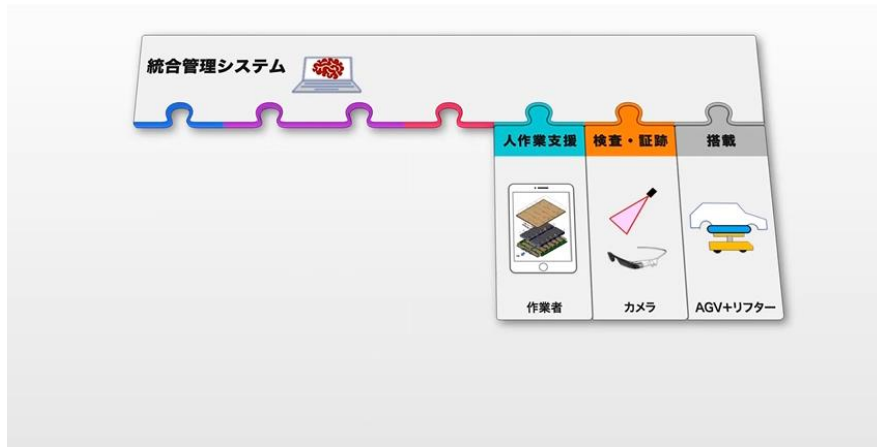 統合管理システム
人作業支援
検査・証跡
搭載
作業者
カメラ
AGV+リフター